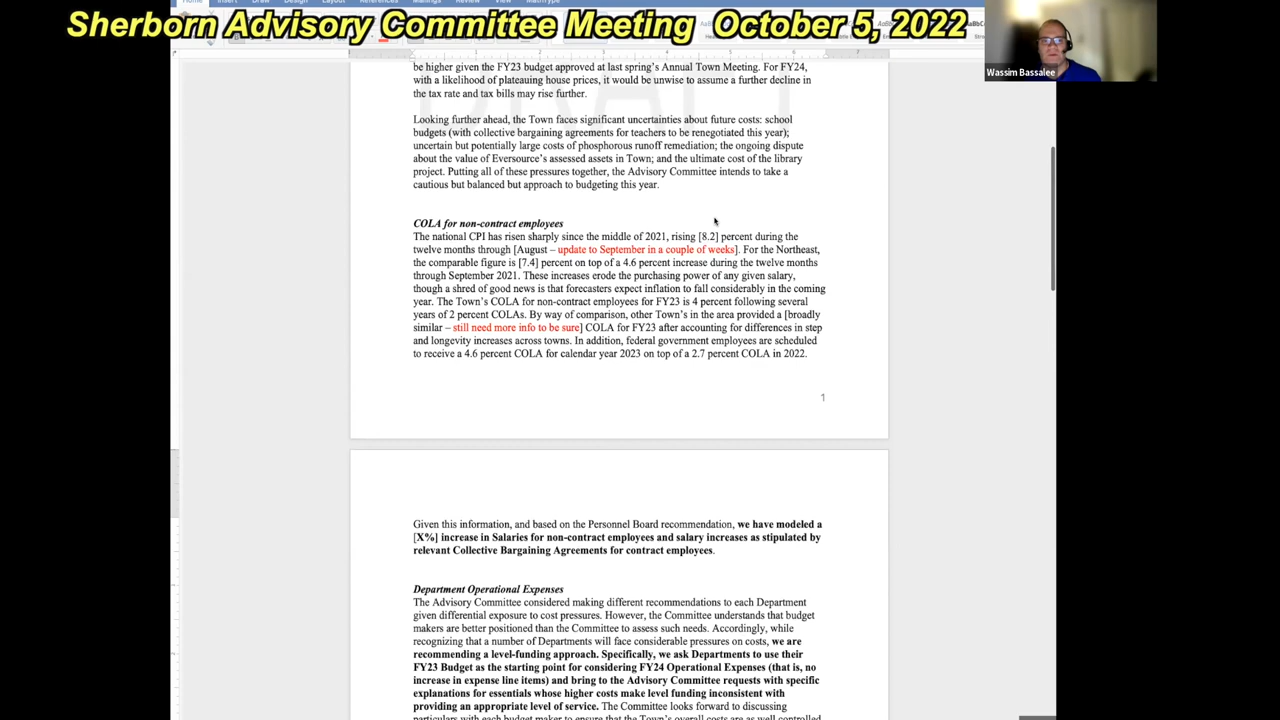 Sherborn Advisory Committee Meeting October 5, 2022
Wassim Bassalee
be higher given the FY23 budget approved at last spring's Annual Town Meeting. For FY24,
with a likelihood of plateauing house prices, it would be unwise to assume a further decline in
the tax rate and tax bills may rise further.
Looking further ahead, the Town faces significant uncertainties about future costs: school
budgets (with collective bargaining agreements for teachers to be renegotiated this year);
uncertain but potentially large costs of phosphorous runoff remediation; the ongoing dispute
about the value of Eversource's assessed assets in Town; and the ultimate cost of the library
project. Putting all of these pressures together, the Advisory Committee intends to take a
cautious but balanced but approach to budgeting this year.
COLA for non-contract employees
The national CPI has risen sharply since the middle of 2021, rising [8.2] percent during the
twelve months through [August – update to September in a couple of weeks]. For the Northeast,
the comparable figure is [7.4] percent on top of a 4.6 percent increase during the twelve months
through September 2021. These increases erode the purchasing power of any given salary,
though a shred of good news is that forecasters expect inflation to fall considerably in the coming
year. The Town's COLA for non-contract employees for FY23 is 4 percent following several
years of 2 percent COLAs. By way of comparison, other Town's in the area provided a [broadly
similar – still need more info to be sure] COLA for FY23 after accounting for differences in step
and longevity increases across towns. In addition, federal government employees are scheduled
to receive a 4.6 percent COLA for calendar year 2023 on top of a 2.7 percent COLA in 2022.
1
Given this information, and based on the Personnel Board recommendation, we have modeled a
[X%] increase in Salaries for non-contract employees and salary increases as stipulated by
relevant Collective Bargaining Agreements for contract employees.
Department Operational Expenses
The Advisory Committee considered making different recommendations to each Department
given differential exposure to cost pressures. However, the Committee understands that budget
makers are better positioned than the Committee to assess such needs. Accordingly, while
recognizing that a number of Departments will face considerable pressures on costs, we are
recommending a level-funding approach. Specifically, we ask Departments to use their
FY23 Budget as the starting point for considering FY24 Operational Expenses (that is, no
increase in expense line items) and bring to the Advisory Committee requests with specific
explanations for essentials whose higher costs make level funding inconsistent with
providing an appropriate level of service. The Committee looks forward to discussing
particulars with each budget maker to ensure that the Town's overall costs are as well controlled